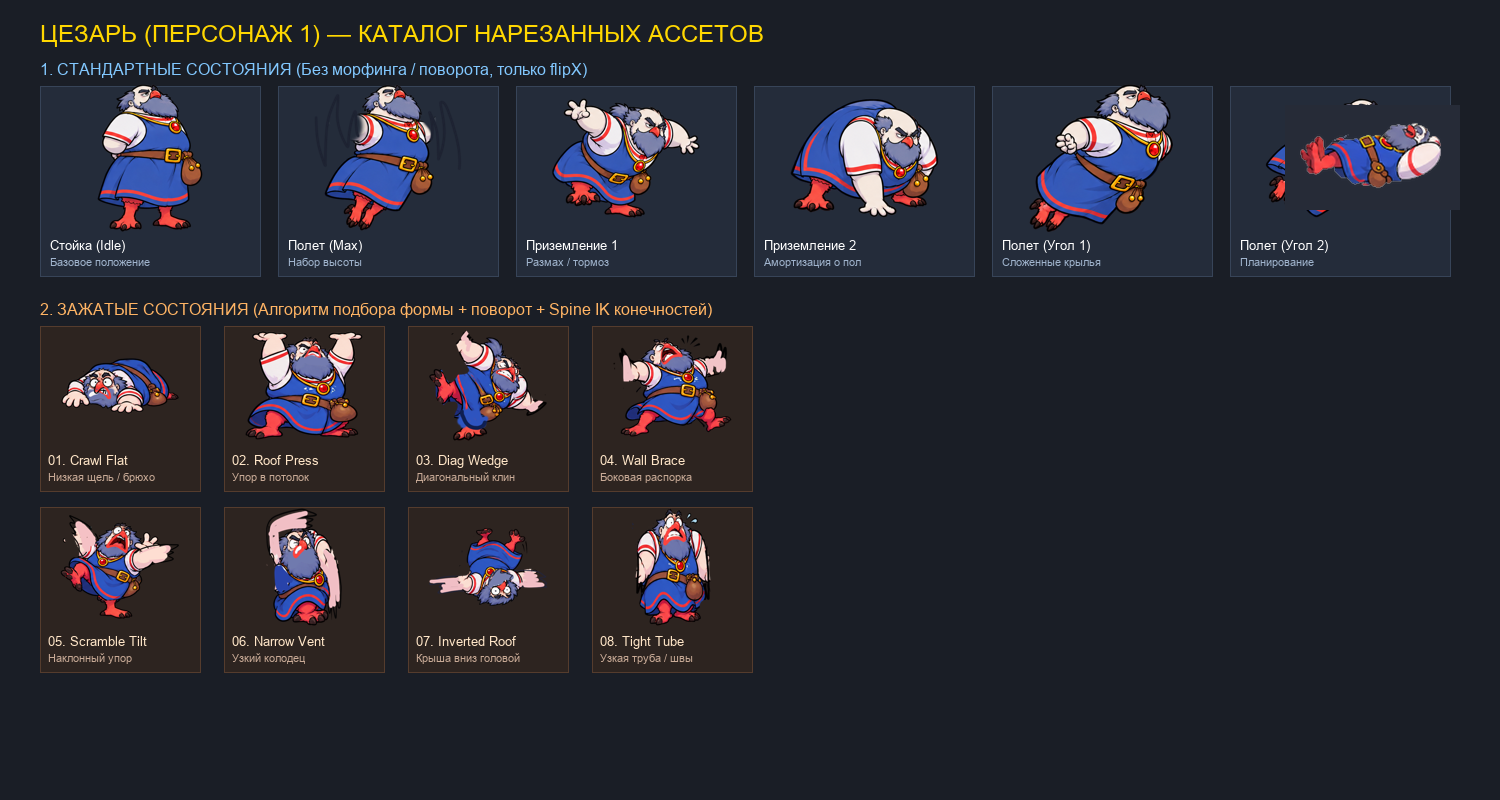 ЦЕЗАРЬ (ПЕРСОНАЖ 1) — КАТАЛОГ НАРЕЗАННЫХ АССЕТОВ
1. СТАНДАРТНЫЕ СОСТОЯНИЯ (Без морфинга / поворота, только flipX)
Стойка (Idle)
Базовое положение
Полет (Max)
Набор высоты
Приземление 1
Размах / тормоз
Приземление 2
Амортизация о пол
Полет (Угол 1)
Сложенные крылья
Полет (Угол 2)
Планирование
2. ЗАЖАТЫЕ СОСТОЯНИЯ (Алгоритм подбора формы + поворот + Spine IK конечностей)
01. Crawl Flat
Низкая щель / брюхо
02. Roof Press
Упор в потолок
03. Diag Wedge
Диагональный клин
04. Wall Brace
Боковая распорка
05. Scramble Tilt
Наклонный упор
06. Narrow Vent
Узкий колодец
07. Inverted Roof
Крыша вниз головой
08. Tight Tube
Узкая труба / швы